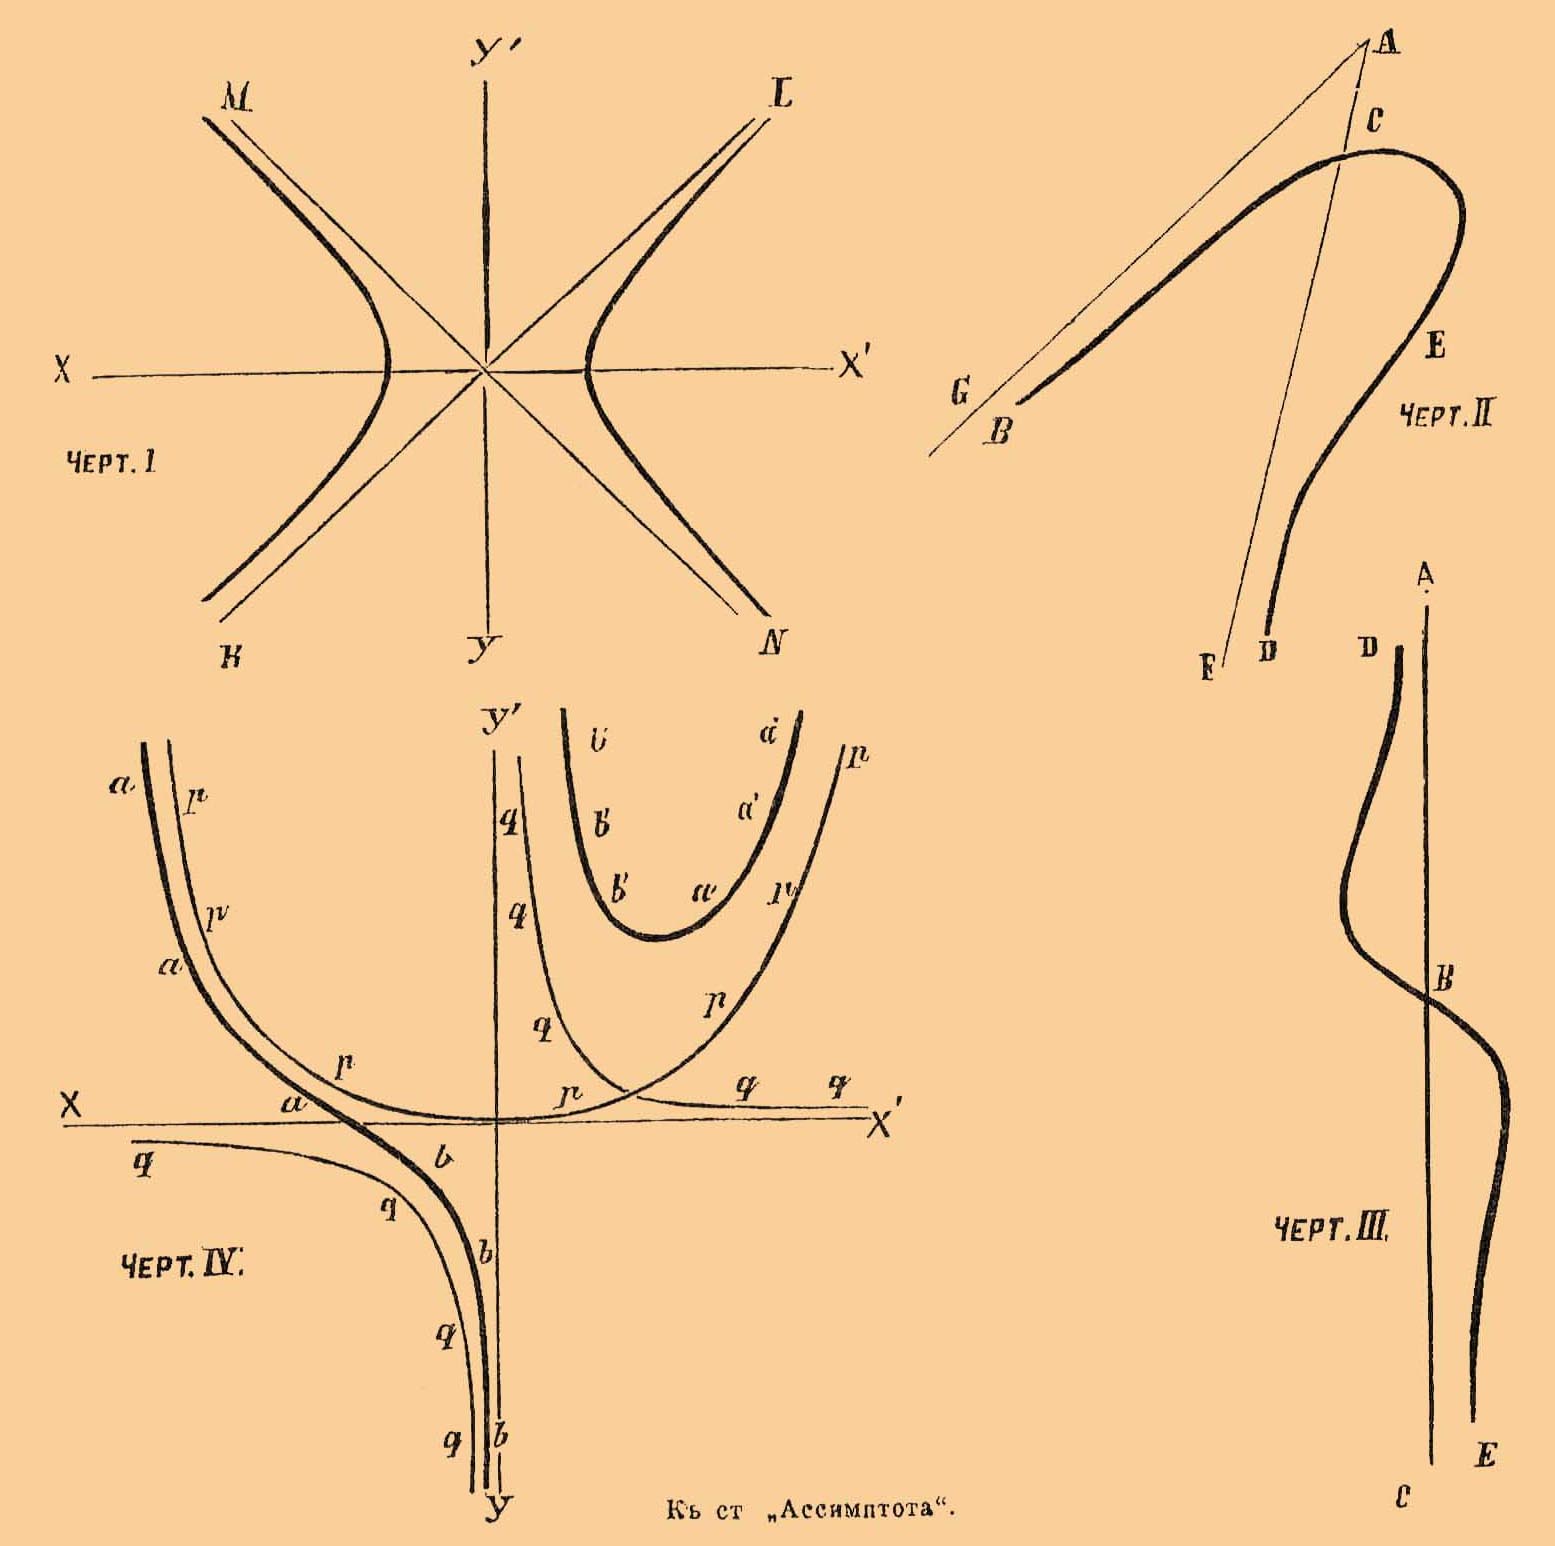 У'
M
L
X
X'
Черт. I
К
У
N
A
C
E
G
B
Черт. II
F
D
A
D
B
Черт. III.
E
C
У'
a
p
p
a
p
a
b
b
b
q
q
q
q
q
q
q
q
q
b
b'
b'
a'
a'
a'
p
p
p
p
X
X'
Черт. IV.
У
Къ ст „Ассимптота“.